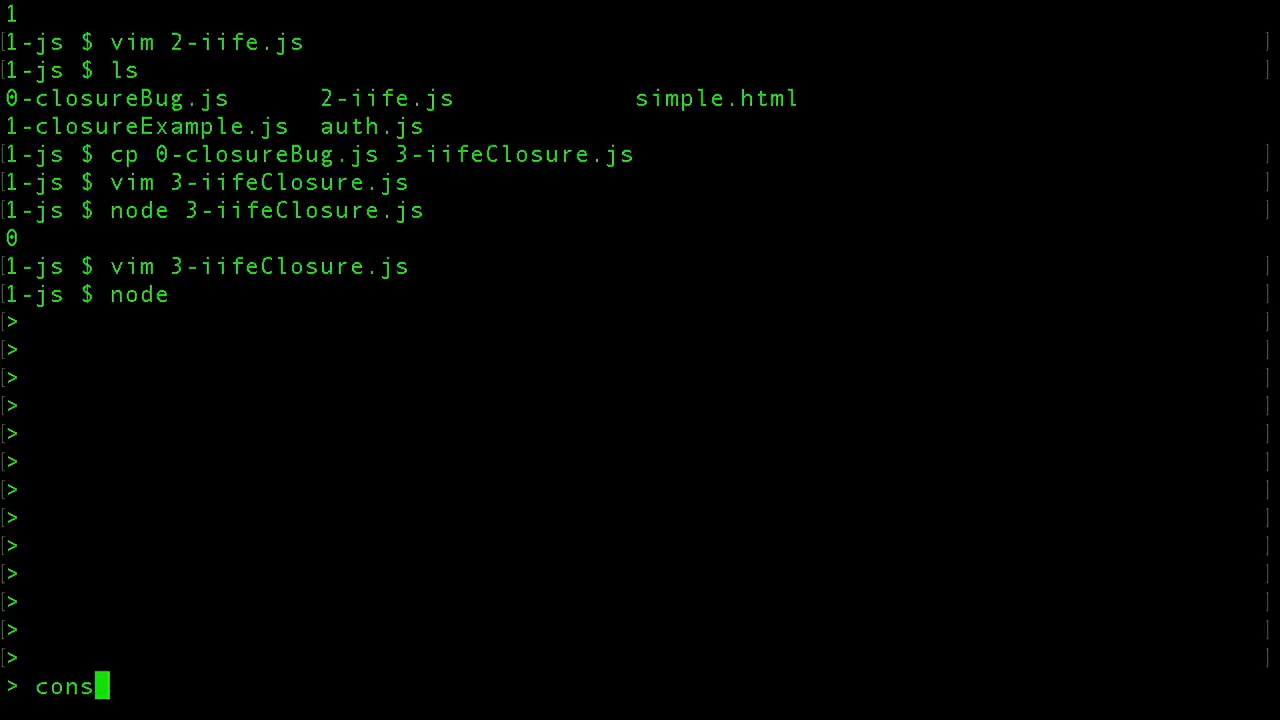 1
[1-js $ vim 2-iife.js ]
[1-js $ ls ]
0-closureBug.js 2-iife.js simple.html
1-closureExample.js auth.js
[1-js $ cp 0-closureBug.js 3-iifeClosure.js ]
[1-js $ vim 3-iifeClosure.js ]
[1-js $ node 3-iifeClosure.js ]
0
[1-js $ vim 3-iifeClosure.js ]
[1-js $ node ]
[> ]
[> ]
[> ]
[> ]
[> ]
[> ]
[> ]
[> ]
[> ]
[> ]
[> ]
[> ]
[> ]
> cons